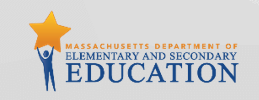 MASSACHUSETTS DEPARTMENT OF
ELEMENTARY AND SECONDARY
EDUCATION